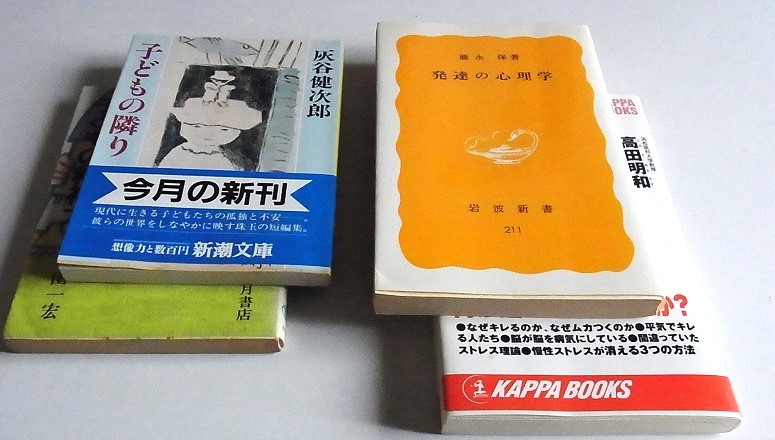 灰谷健次郎
子どもの隣り
今月の新刊
現代に生きる子どもたちの孤独と不安――。
彼らの世界をしなやかに映す珠玉の短編集。
想像力と数百円 新潮文庫
月書店
一宏
藤永 保著
発達の心理学
岩波新書
211
PPA
OKS
高田明和
か?
●なぜキレるのか、なぜムカつくのか●平気でキレ
る人たち●脳が脳を病気にしている●間違っていた
ストレス理論●慢性ストレスが消える3つの方法
KAPPA BOOKS